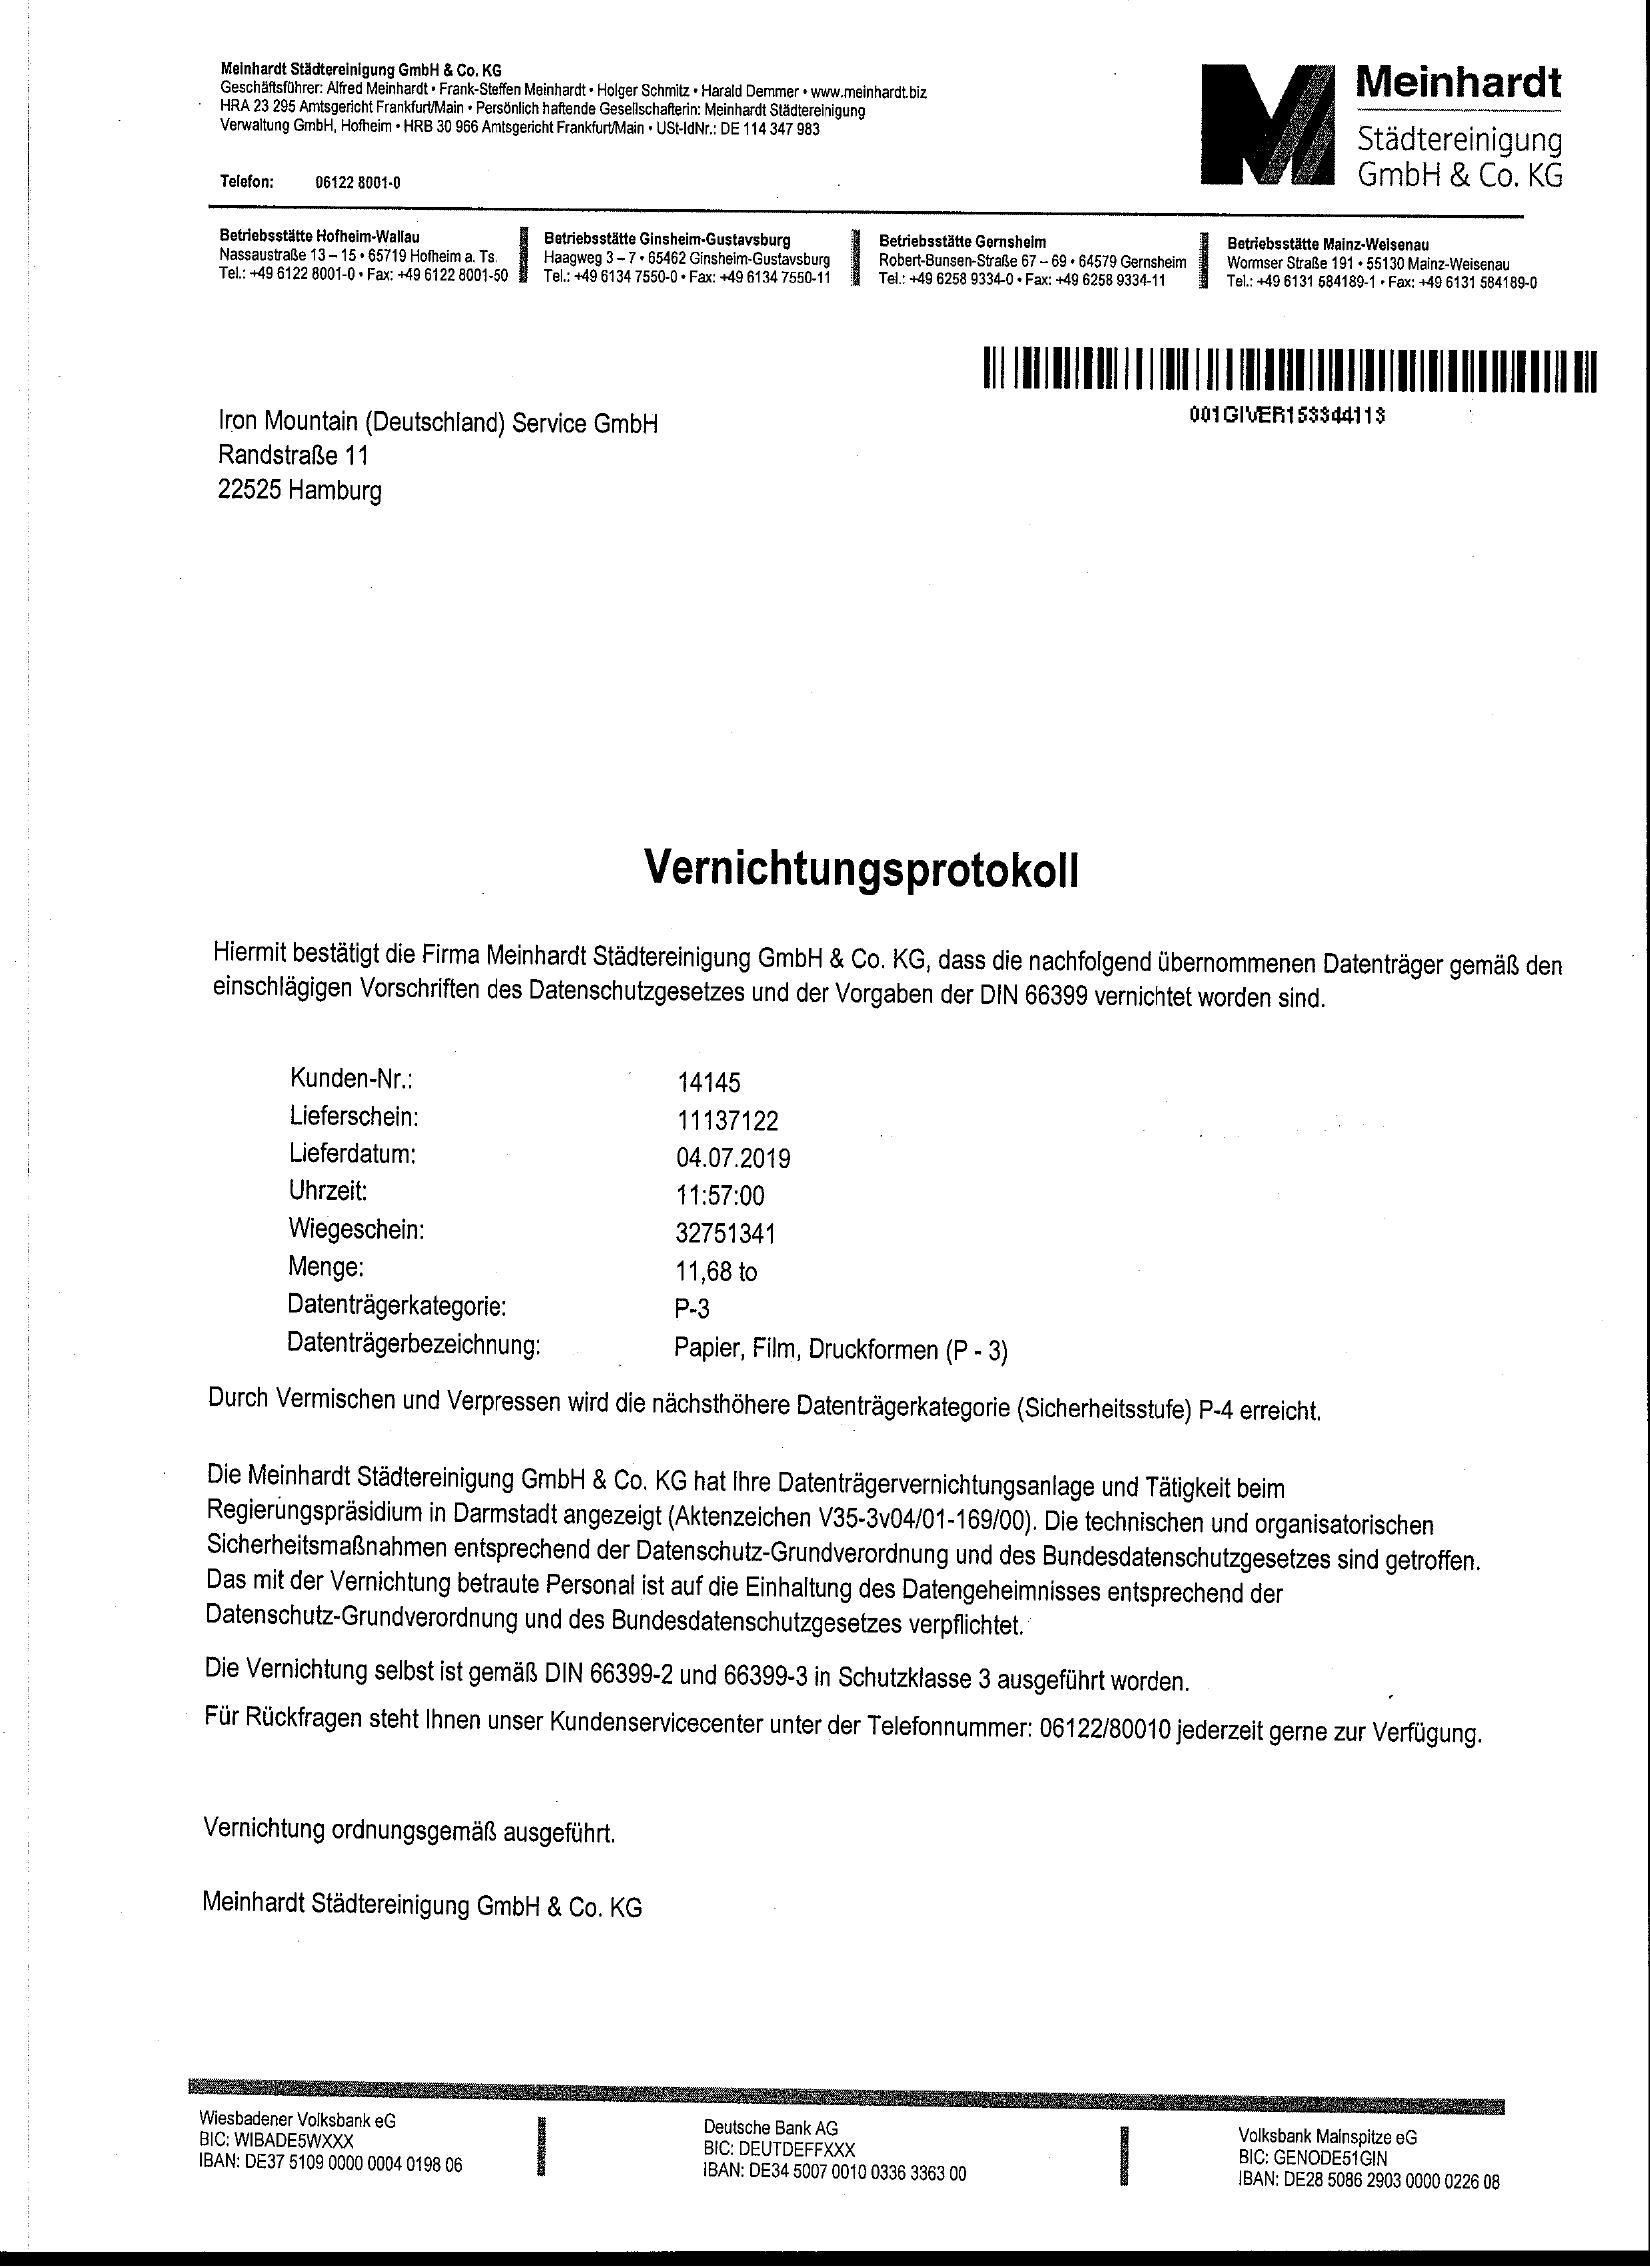 Meinhardt Städtereinigung GmbH & Co. KG
Geschäftsführer: Alfred Meinhardt • Frank-Steffen Meinhardt • Holger Schmitz • Harald Demmer • www.meinhardt.biz
HRA 23 295 Amtsgericht Frankfurt/Main • Persönlich haftende Gesellschafterin: Meinhardt Städtereinigung
Verwaltung GmbH, Hofheim • HRB 30 966 Amtsgericht Frankfurt/Main • USt-IdNr.: DE 114 347 983
Telefon: 06122 8001-0
Meinhardt
Städtereinigung
GmbH & Co. KG
Betriebsstätte Hofheim-Wallau
Nassaustraße 13 – 15 • 65719 Hofheim a. Ts.
Tel.: +49 6122 8001-0 • Fax: +49 6122 8001-50
Betriebsstätte Ginsheim-Gustavsburg
Haagweg 3 – 7 • 65462 Ginsheim-Gustavsburg
Tel.: +49 6134 7550-0 • Fax: +49 6134 7550-11
Betriebsstätte Gernsheim
Robert-Bunsen-Straße 67 – 69 • 64579 Gernsheim
Tel.: +49 6258 9334-0 • Fax: +49 6258 9334-11
Betriebsstätte Mainz-Weisenau
Wormser Straße 191 • 55130 Mainz-Weisenau
Tel.: +49 6131 584189-1 • Fax: +49 6131 584189-0
001GIVER153344113
Iron Mountain (Deutschland) Service GmbH
Randstraße 11
22525 Hamburg
Vernichtungsprotokoll
Hiermit bestätigt die Firma Meinhardt Städtereinigung GmbH & Co. KG, dass die nachfolgend übernommenen Datenträger gemäß den
einschlägigen Vorschriften des Datenschutzgesetzes und der Vorgaben der DIN 66399 vernichtet worden sind.
Kunden-Nr.: 14145
Lieferschein: 11137122
Lieferdatum: 04.07.2019
Uhrzeit: 11:57:00
Wiegeschein: 32751341
Menge: 11,68 to
Datenträgerkategorie: P-3
Datenträgerbezeichnung: Papier, Film, Druckformen (P - 3)
Durch Vermischen und Verpressen wird die nächsthöhere Datenträgerkategorie (Sicherheitsstufe) P-4 erreicht.
Die Meinhardt Städtereinigung GmbH & Co. KG hat Ihre Datenträgervernichtungsanlage und Tätigkeit beim
Regierungspräsidium in Darmstadt angezeigt (Aktenzeichen V35-3v04/01-169/00). Die technischen und organisatorischen
Sicherheitsmaßnahmen entsprechend der Datenschutz-Grundverordnung und des Bundesdatenschutzgesetzes sind getroffen.
Das mit der Vernichtung betraute Personal ist auf die Einhaltung des Datengeheimnisses entsprechend der
Datenschutz-Grundverordnung und des Bundesdatenschutzgesetzes verpflichtet.
Die Vernichtung selbst ist gemäß DIN 66399-2 und 66399-3 in Schutzklasse 3 ausgeführt worden.
Für Rückfragen steht Ihnen unser Kundenservicecenter unter der Telefonnummer: 06122/80010 jederzeit gerne zur Verfügung.
Vernichtung ordnungsgemäß ausgeführt.
Meinhardt Städtereinigung GmbH & Co. KG
Wiesbadener Volksbank eG
BIC: WIBADE5WXXX
IBAN: DE37 5109 0000 0004 0198 06
Deutsche Bank AG
BIC: DEUTDEFFXXX
IBAN: DE34 5007 0010 0336 3363 00
Volksbank Mainspitze eG
BIC: GENODE51GIN
IBAN: DE28 5086 2903 0000 0226 08